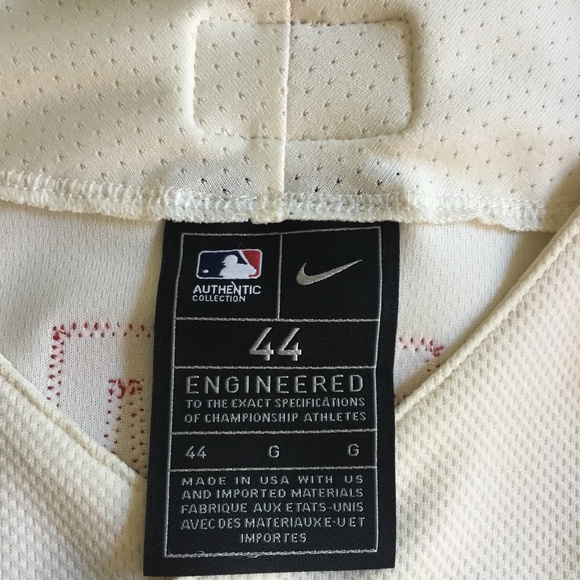 AUTHENTIC
COLLECTION
44
ENGINEERED
TO THE EXACT SPECIFICATIONS
OF CHAMPIONSHIP ATHLETES
44 G G
MADE IN USA WITH US
AND IMPORTED MATERIALS
FABRIQUE AUX ETATS-UNIS
AVEC DES MATERIAUX E-U ET
IMPORTES